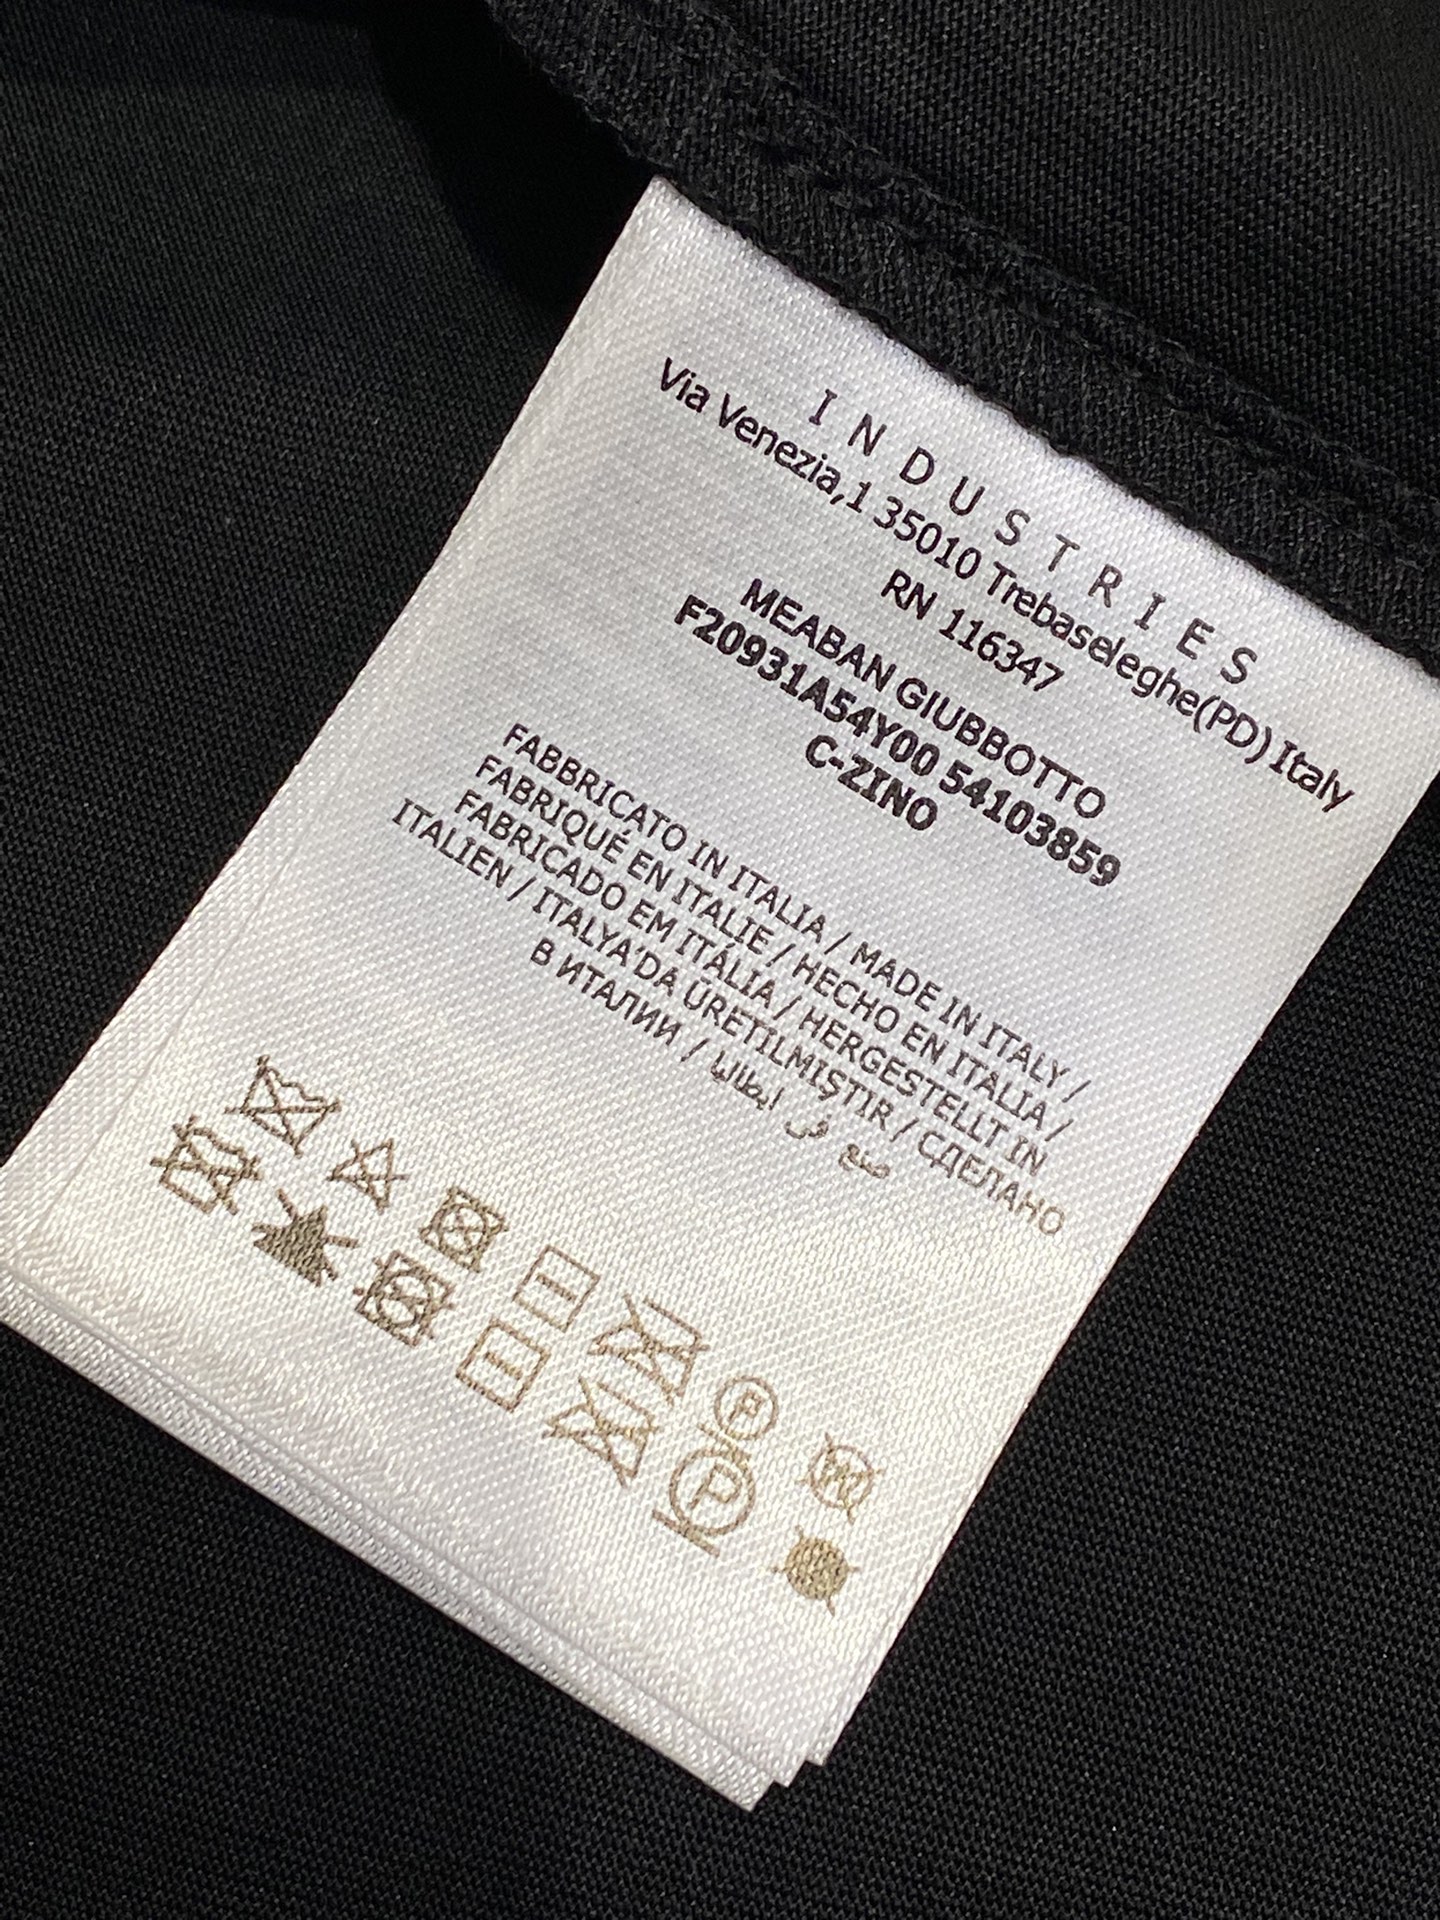 INDUSTRIES
Via Venezia,1 35010 Trebaseleghe(PD) Italy
RN 116347
MEABAN GIUBBOTTO
F20931A54Y00 54103859
C-ZINO
FABBRICATO IN ITALIA / MADE IN ITALY /
FABRIQUÉ EN ITALIE / HECHO EN ITALIA /
FABRICADO EM ITÁLIA / HERGESTELLT IN
ITALIEN / ITALYA'DA ÜRETILMIŞTIR / СДЕЛАНО
В ИТАЛИИ / صنع في ايطاليا
P
W
P